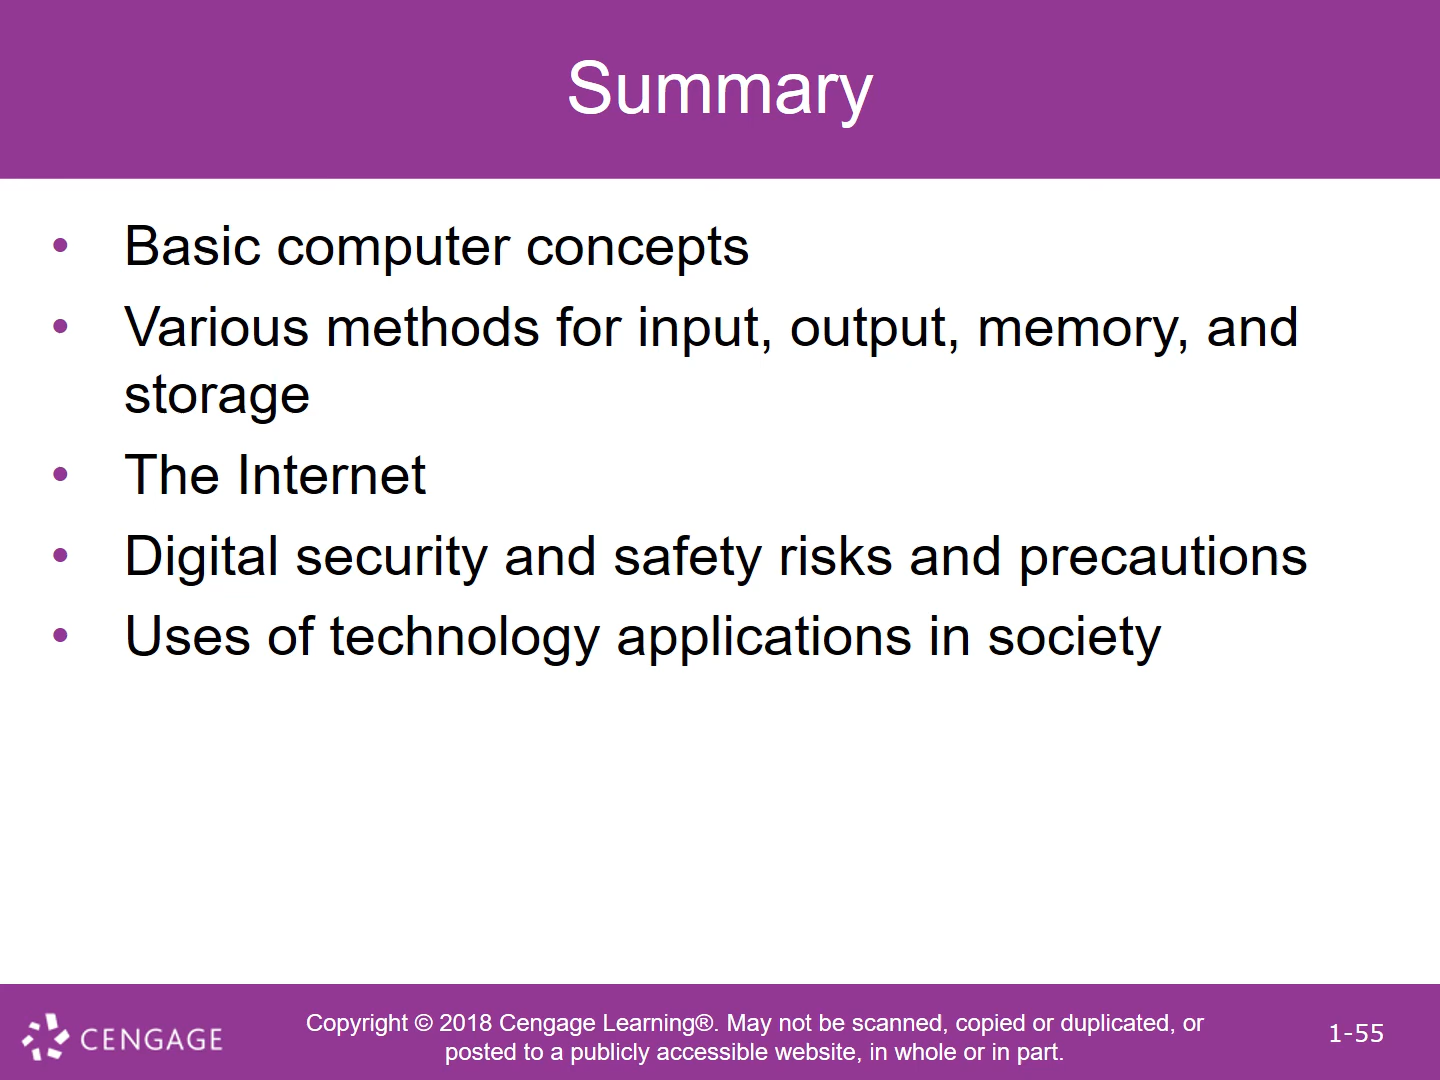 Summary
• Basic computer concepts
• Various methods for input, output, memory, and
storage
• The Internet
• Digital security and safety risks and precautions
• Uses of technology applications in society
CENGAGE
Copyright © 2018 Cengage Learning®. May not be scanned, copied or duplicated, or
posted to a publicly accessible website, in whole or in part.
1-55